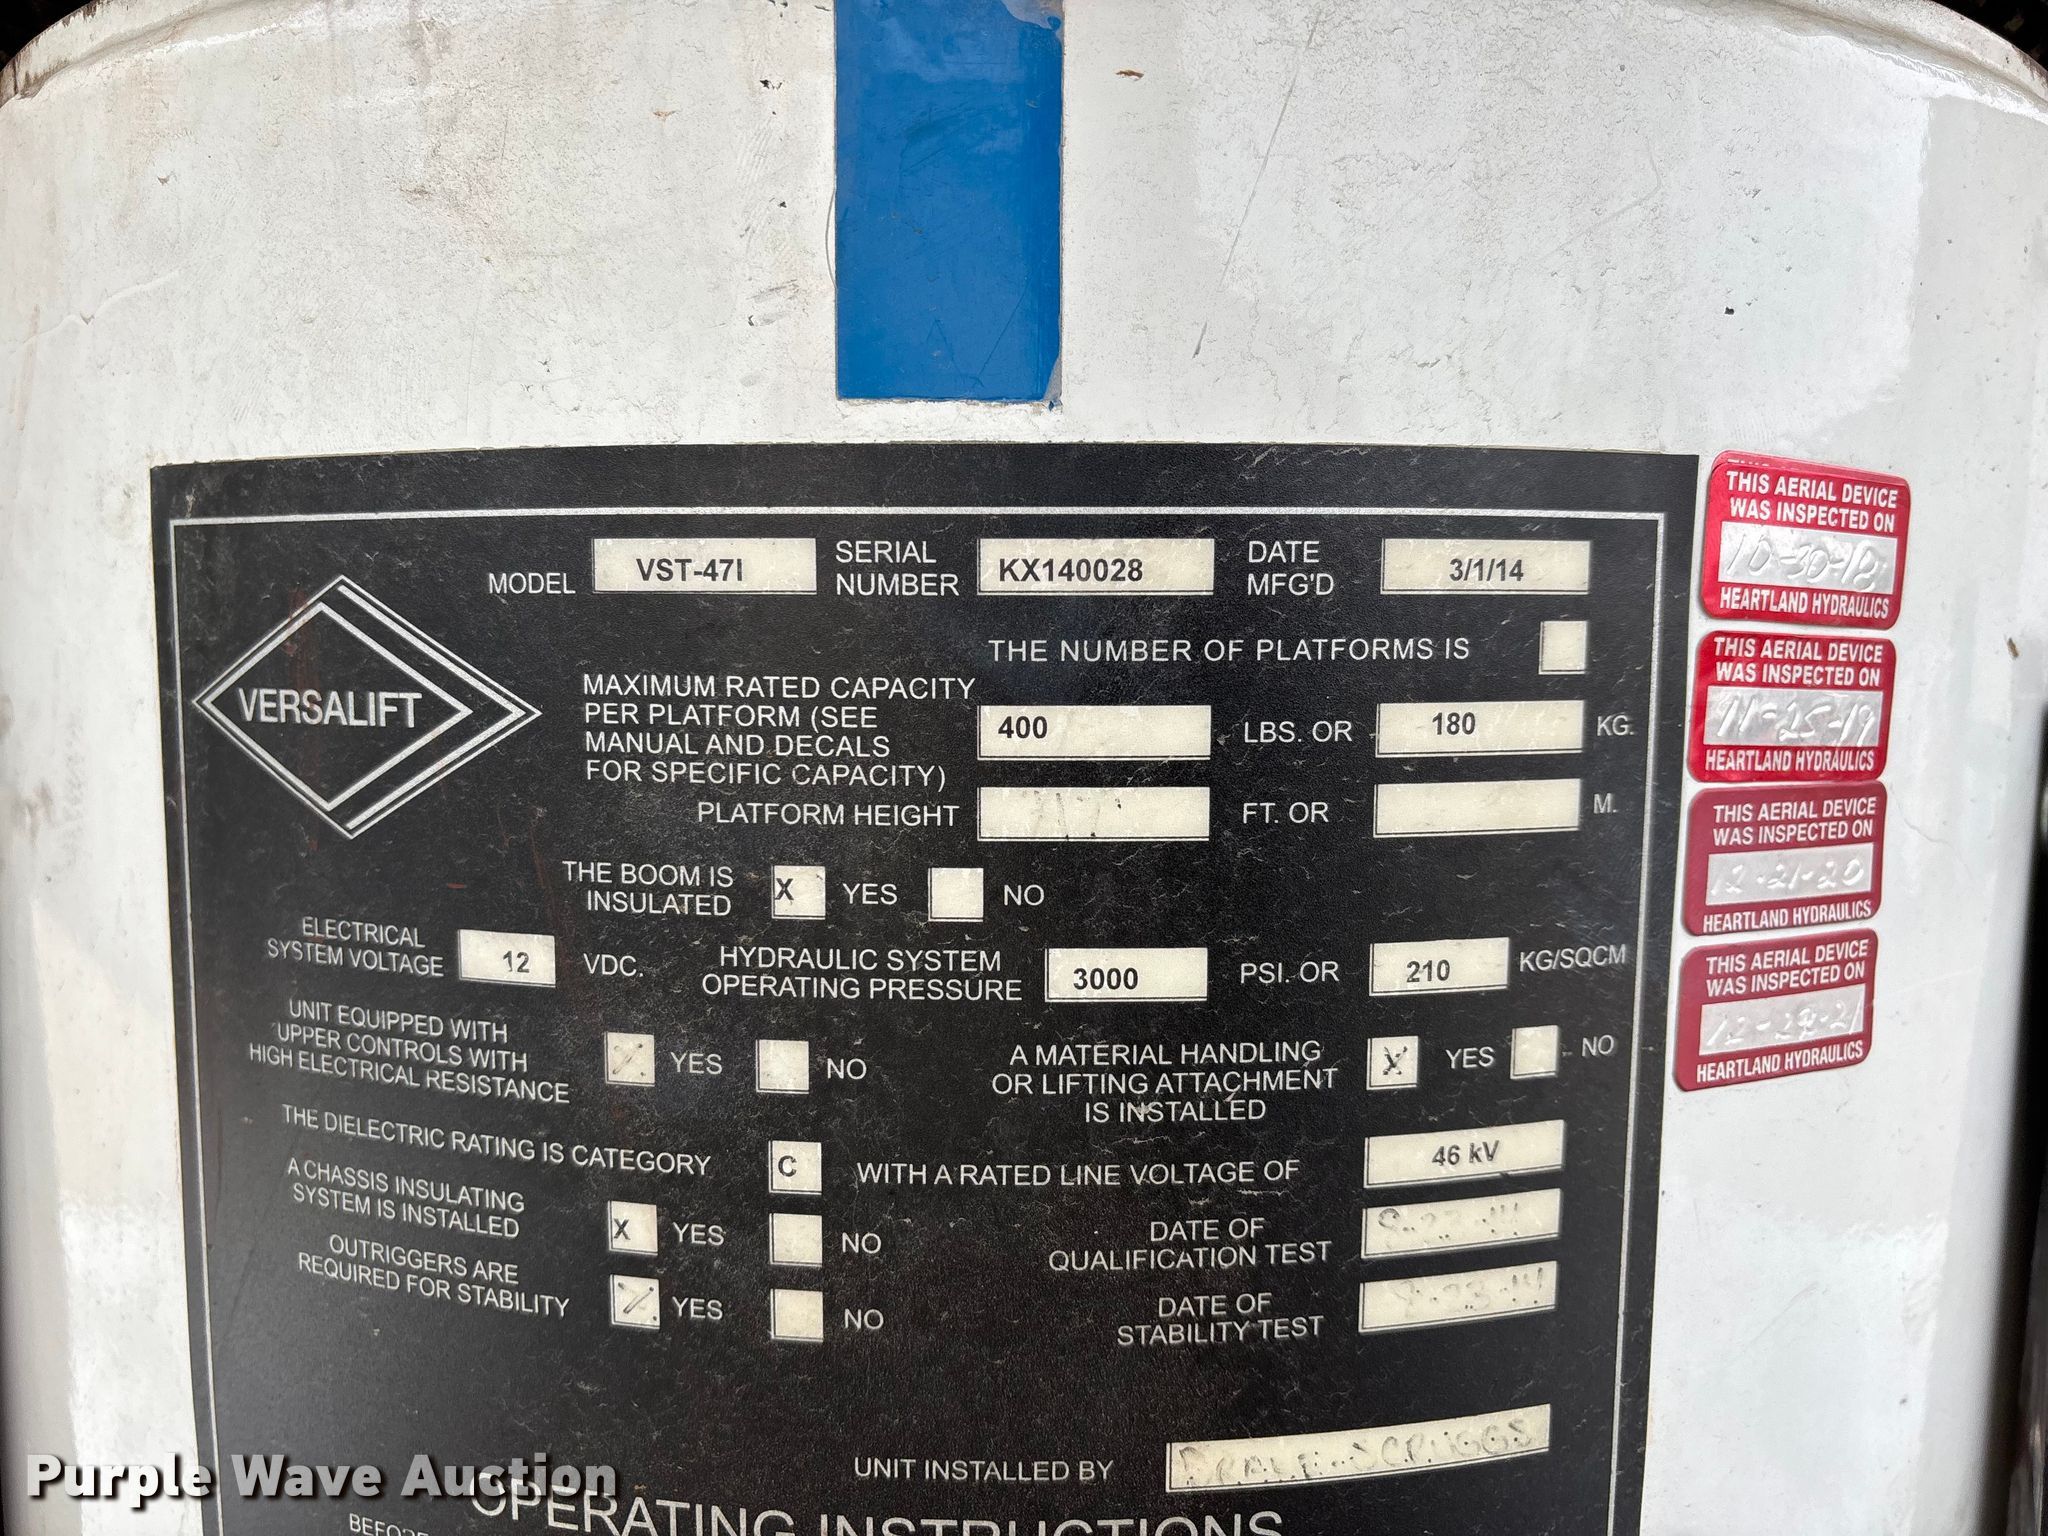 MODEL VST-47I SERIAL NUMBER KX140028 DATE MFG'D 3/1/14
THE NUMBER OF PLATFORMS IS
VERSALIFT
MAXIMUM RATED CAPACITY
PER PLATFORM (SEE
MANUAL AND DECALS
FOR SPECIFIC CAPACITY)
400 LBS. OR 180 KG.
PLATFORM HEIGHT FT. OR M.
THE BOOM IS
INSULATED
X YES NO
ELECTRICAL
SYSTEM VOLTAGE
12 VDC.
HYDRAULIC SYSTEM
OPERATING PRESSURE
3000 PSI. OR 210 KG/SQCM
UNIT EQUIPPED WITH
UPPER CONTROLS WITH
HIGH ELECTRICAL RESISTANCE
YES NO
A MATERIAL HANDLING
OR LIFTING ATTACHMENT
IS INSTALLED
X YES NO
THE DIELECTRIC RATING IS CATEGORY C WITH A RATED LINE VOLTAGE OF 46 kV
A CHASSIS INSULATING
SYSTEM IS INSTALLED
X YES NO
DATE OF
QUALIFICATION TEST
OUTRIGGERS ARE
REQUIRED FOR STABILITY
YES NO
DATE OF
STABILITY TEST
UNIT INSTALLED BY
OPERATING INSTRUCTIONS
BEFORE
THIS AERIAL DEVICE
WAS INSPECTED ON
10-30-18
HEARTLAND HYDRAULICS
THIS AERIAL DEVICE
WAS INSPECTED ON
11-25-19
HEARTLAND HYDRAULICS
THIS AERIAL DEVICE
WAS INSPECTED ON
12-21-20
HEARTLAND HYDRAULICS
THIS AERIAL DEVICE
WAS INSPECTED ON
HEARTLAND HYDRAULICS
Purple Wave Auction